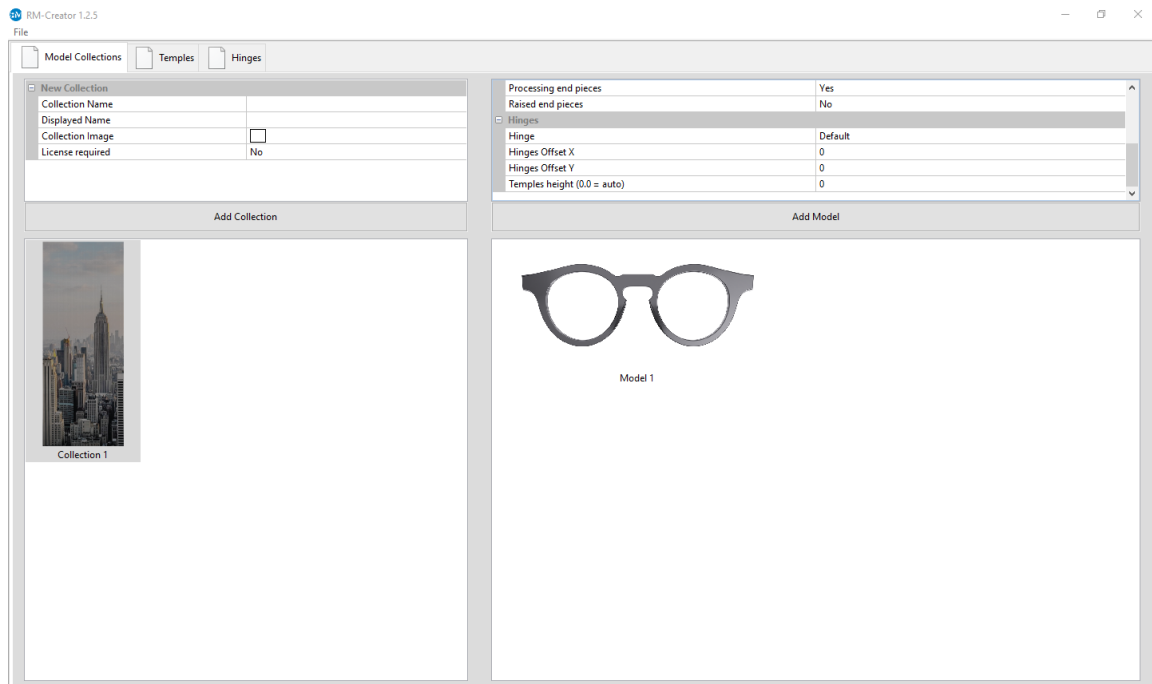 RM-Creator 1.2.5
File
Model Collections
Temples
Hinges
New Collection
Collection Name
Displayed Name
Collection Image
License required No
Add Collection
Collection 1
Processing end pieces Yes
Raised end pieces No
Hinges
Hinge Default
Hinges Offset X 0
Hinges Offset Y 0
Temples height (0.0 = auto) 0
Add Model
Model 1